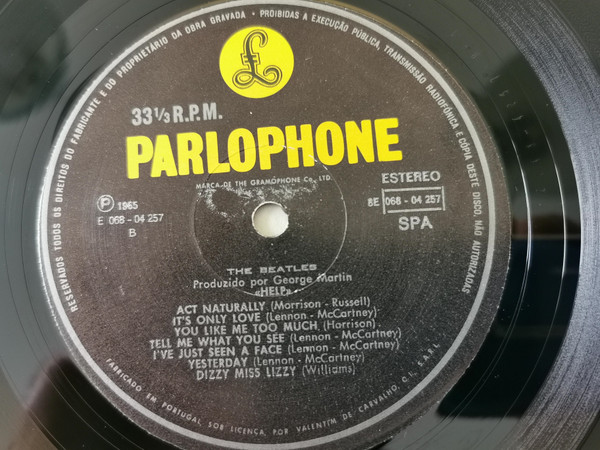 RESERVADOS TODOS OS DIREITOS DO FABRICANTE E DO PROPRIETÁRIO DA OBRA GRAVADA • PROIBIDAS A EXECUÇÃO PÚBLICA, TRANSMISSÃO RADIOFÓNICA E CÓPIA DESTE DISCO, NÃO AUTORIZADAS
£
33 1/3 R.P.M.
PARLOPHONE
MARCA DE THE GRAMOPHONE Co. LTD.
ESTEREO
Ⓟ 1965
8E 068 - 04 257
E 068 - 04 257
SPA
B
THE BEATLES
Produzido por George Martin
«HELP»
ACT NATURALLY (Morrison - Russell)
IT'S ONLY LOVE (Lennon - McCartney)
YOU LIKE ME TOO MUCH (Harrison)
TELL ME WHAT YOU SEE (Lennon - McCartney)
I'VE JUST SEEN A FACE (Lennon - McCartney)
YESTERDAY (Lennon - McCartney)
DIZZY MISS LIZZY (Williams)
FABRICADO EM PORTUGAL, SOB LICENÇA, POR VALENTIM DE CARVALHO, C.I., S.A.R.L.